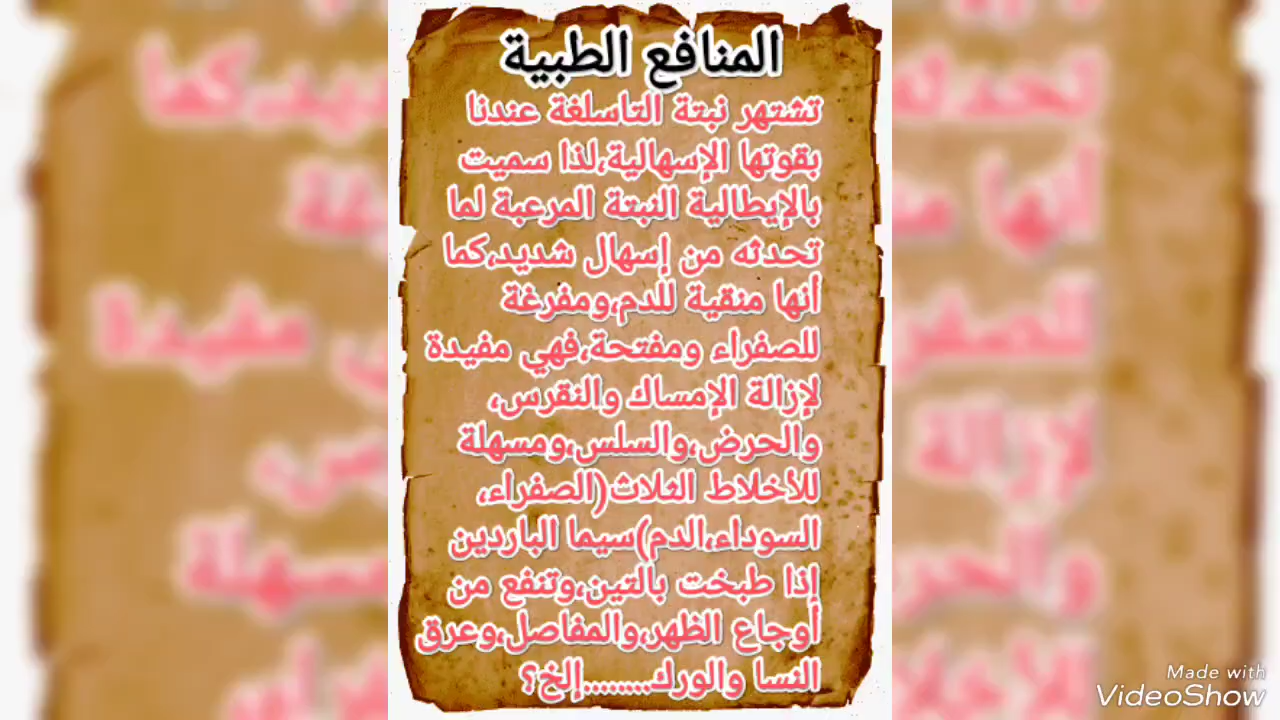 المنافع الطبية
تشتهر نبتة التاسلغة عندنا
بقوتها الإسهالية،لذا سميت
بالإيطالية النبتة المرعبة لما
تحدثه من إسهال شديد،كما
أنها منقية للدم،ومفرغة
للصفراء ومفتحة،فهي مفيدة
لإزالة الإمساك والنقرس،
والحرض،والسلس،ومسهلة
للأخلاط الثلاث(الصفراء،
السوداء،الدم)سيما الباردين
إذا طبخت بالتين،وتنفع من
أوجاع الظهر،والمفاصل،وعرق
النسا والورك........إلخ؟
Made with
VideoShow